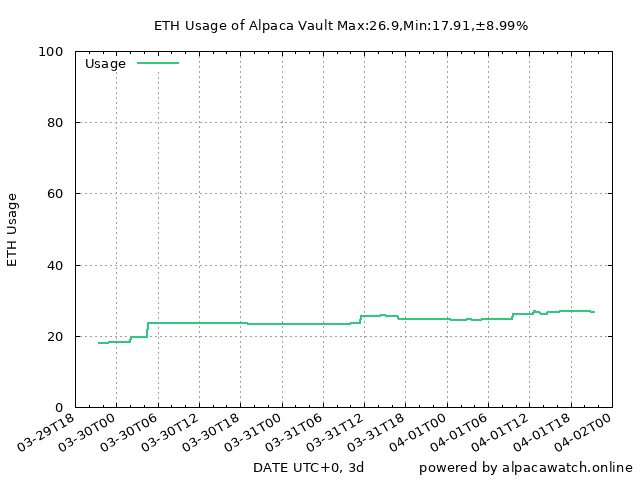 ETH Usage of Alpaca Vault Max:26.9,Min:17.91,±8.99%
100
Usage
80
60
ETH Usage
40
20
0
03-29T18 03-30T00 03-30T06 03-30T12 03-30T18 03-31T00 03-31T06 03-31T12 03-31T18 04-01T00 04-01T06 04-01T12 04-01T18 04-02T00
DATE UTC+0, 3d powered by alpacawatch.online